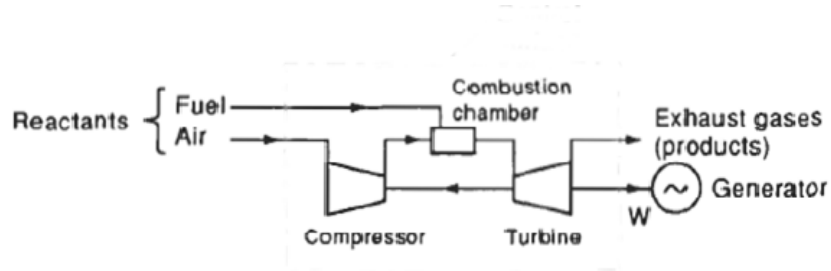 Reactants
Fuel
Air
Combustion
chamber
Exhaust gases
(products)
Generator
W
Compressor
Turbine